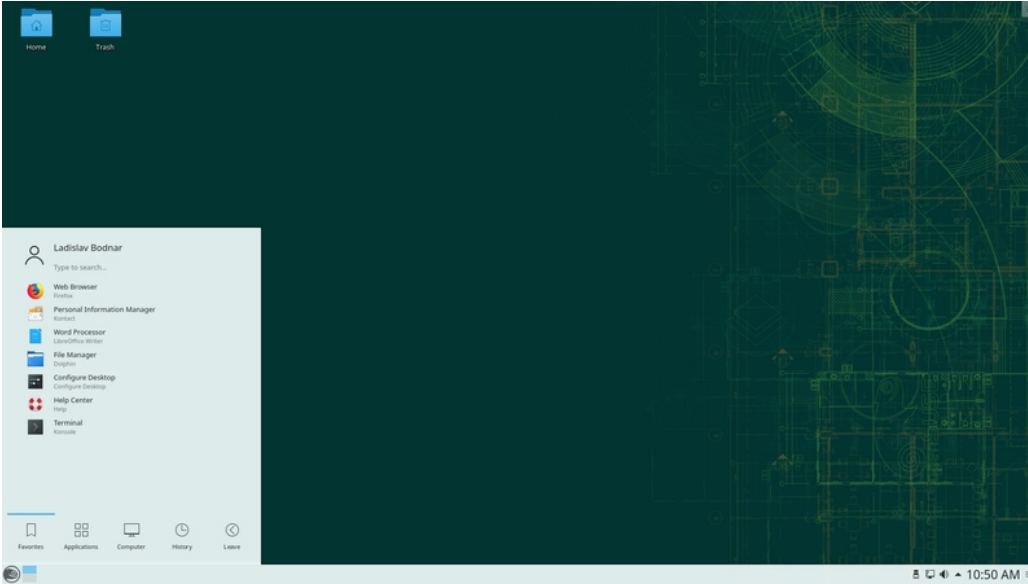 Home
Trash
Ladislav Bodnar
Type to search...
Web Browser
Firefox
Personal Information Manager
Kontact
Word Processor
LibreOffice Writer
File Manager
Dolphin
Configure Desktop
Configure Desktop
Help Center
Help
Terminal
Konsole
Favorites Applications Computer History Leave
10:50 AM